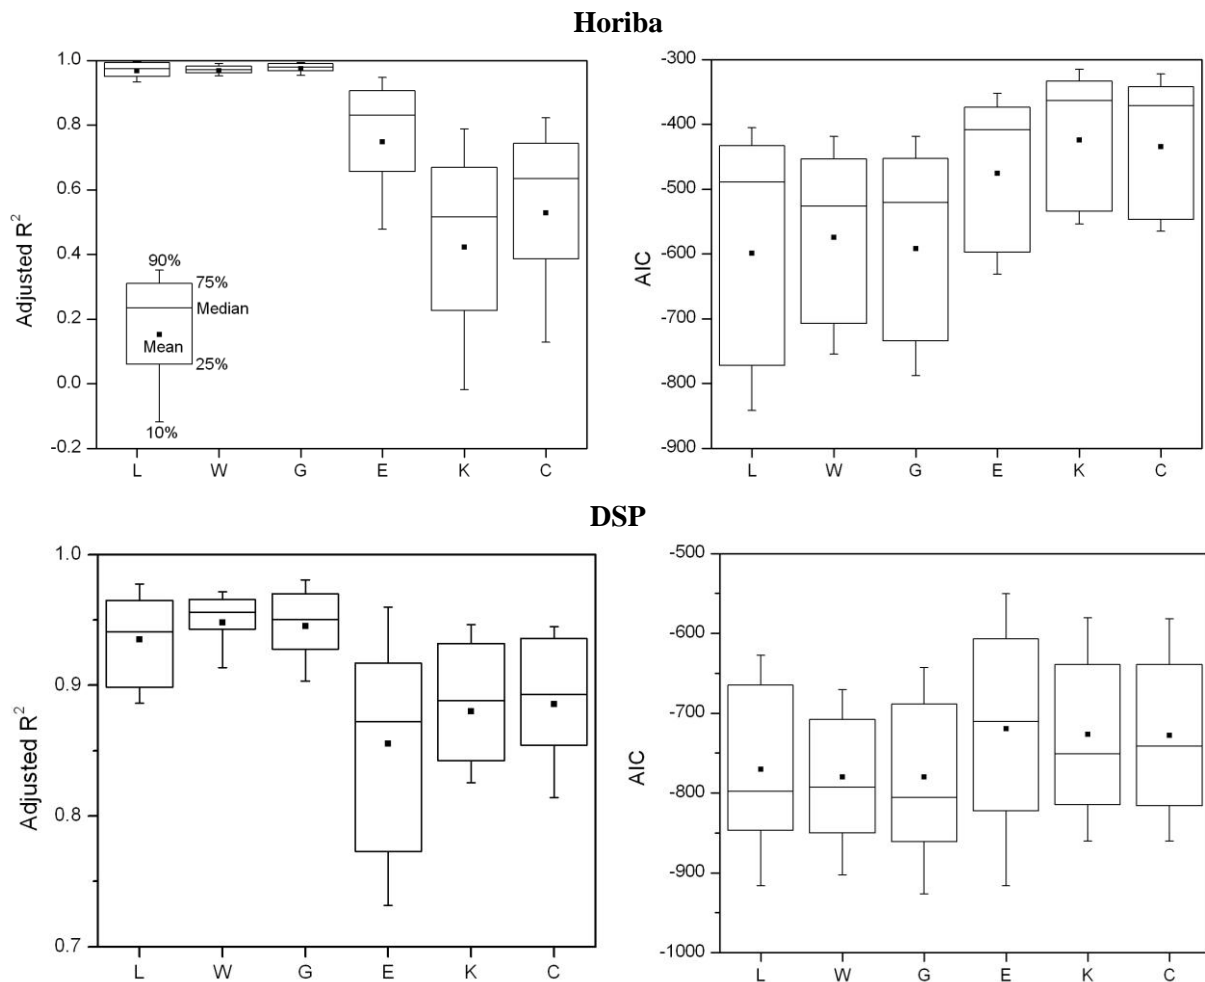 Horiba
Adjusted R²
1.0
0.8
0.6
0.4
0.2
0.0
-0.2
90%
75%
Median
Mean
25%
10%
L W G E K C
AIC
-300
-400
-500
-600
-700
-800
-900
L W G E K C
DSP
Adjusted R²
1.0
0.9
0.8
0.7
L W G E K C
AIC
-500
-600
-700
-800
-900
-1000
L W G E K C